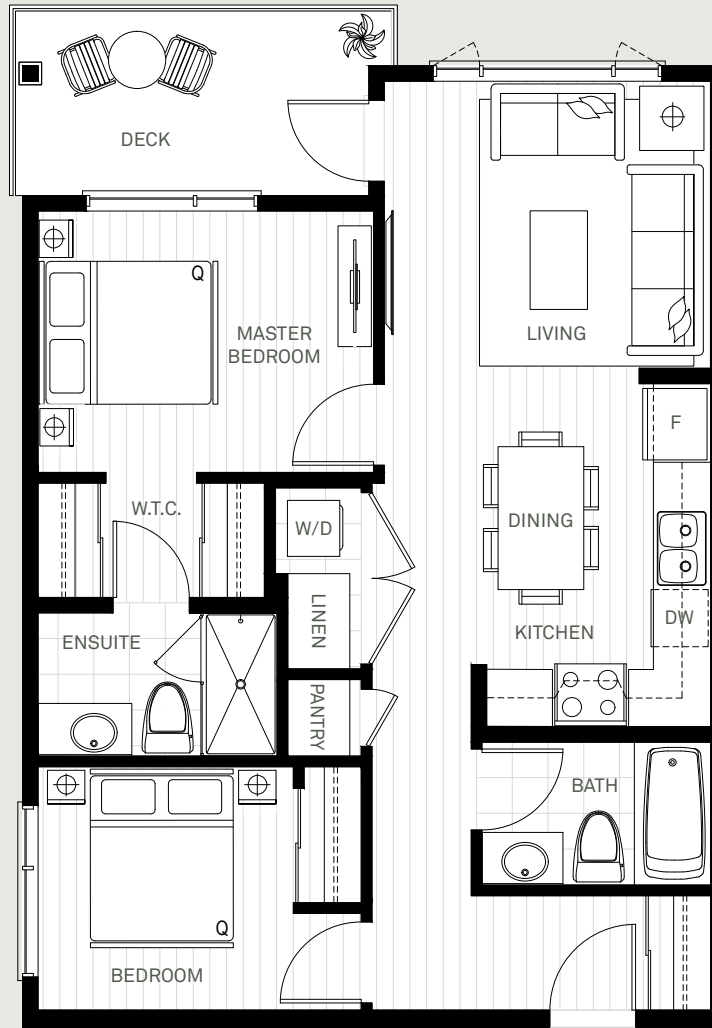 DECK
Q
MASTER
BEDROOM
LIVING
F
W.T.C.
W/D
DINING
LINEN
DW
KITCHEN
ENSUITE
PANTRY
BATH
Q
BEDROOM